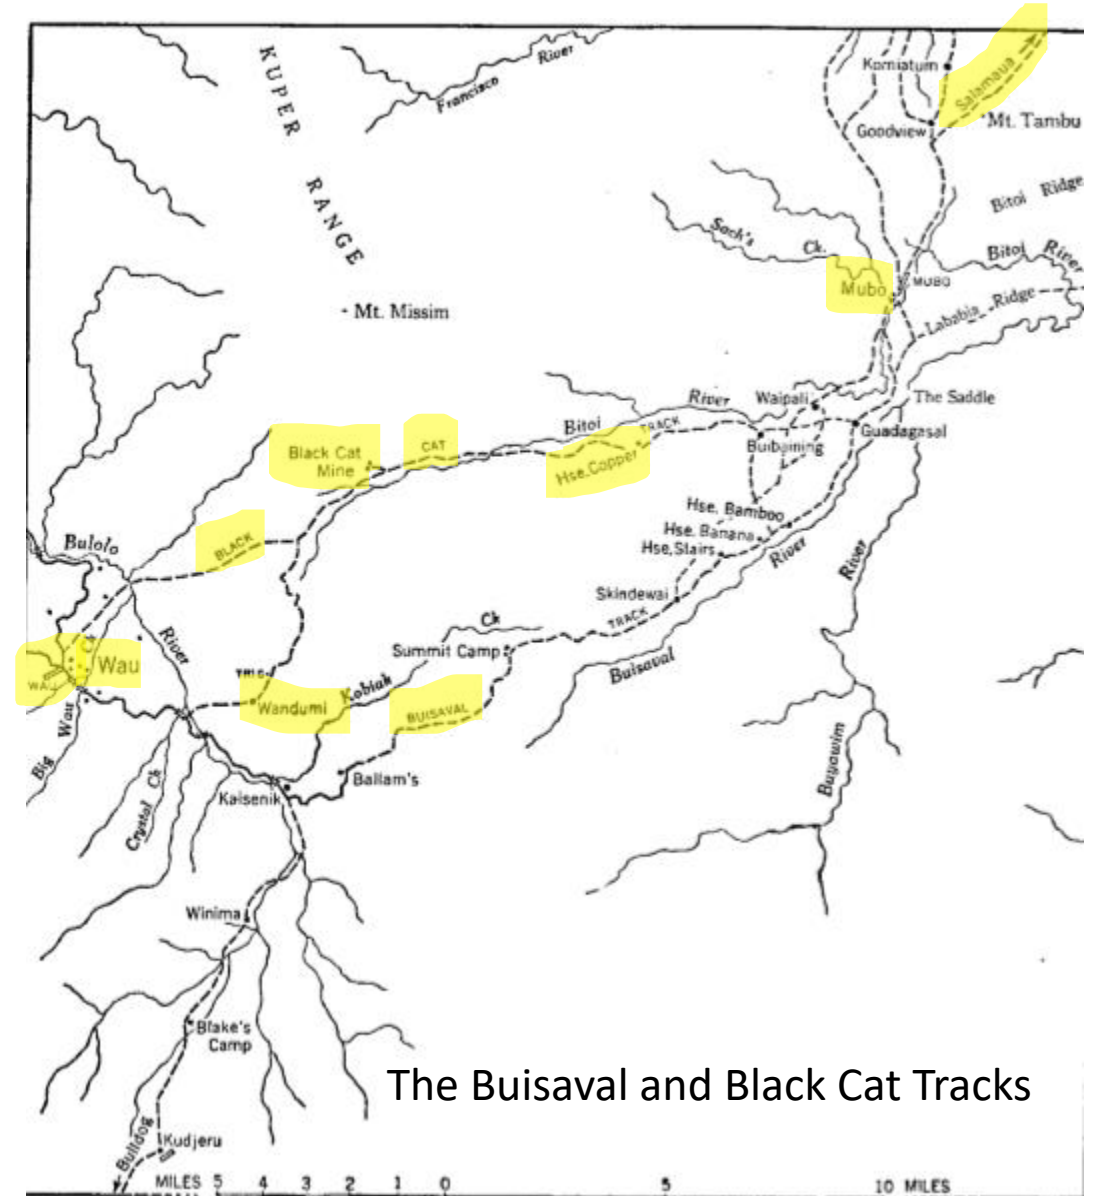 KUPER
RANGE
Francisco
River
Komiatum
Salamaua
Goodview
Mt. Tambu
Bitoi Ridge
Sach's
Ck.
Bitoi
River
Mubo
MUBO
Lababia Ridge
Mt. Missim
The Saddle
River
Waipali
Bitoi
TRACK
Guadagasal
CAT
Buibaining
Black Cat
Mine
Hse. Copper
Hse. Bamboo
Hse. Banana
BLACK
Hse. Stairs
River
River
Bulolo
Skindewai
TRACK
Ck
River
Ck
Summit Camp
Wau
Buisaval
WAU
Kobiak
Wandumi
BUISAVAL
Big
Wau
Ballam's
Buyawim
Crystal Ck
Kaisenik
Winima
Blake's
Camp
The Buisaval and Black Cat Tracks
Bulldog
Kudjeru
MILES 5 4 3 2 1 0 5 10 MILES